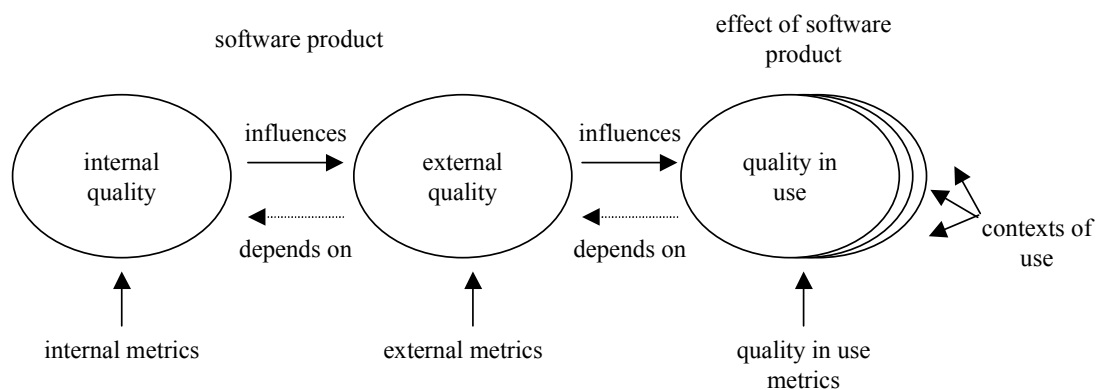 software product
effect of software
product
internal
quality
influences
depends on
external
quality
influences
depends on
quality in
use
contexts of
use
internal metrics
external metrics
quality in use
metrics